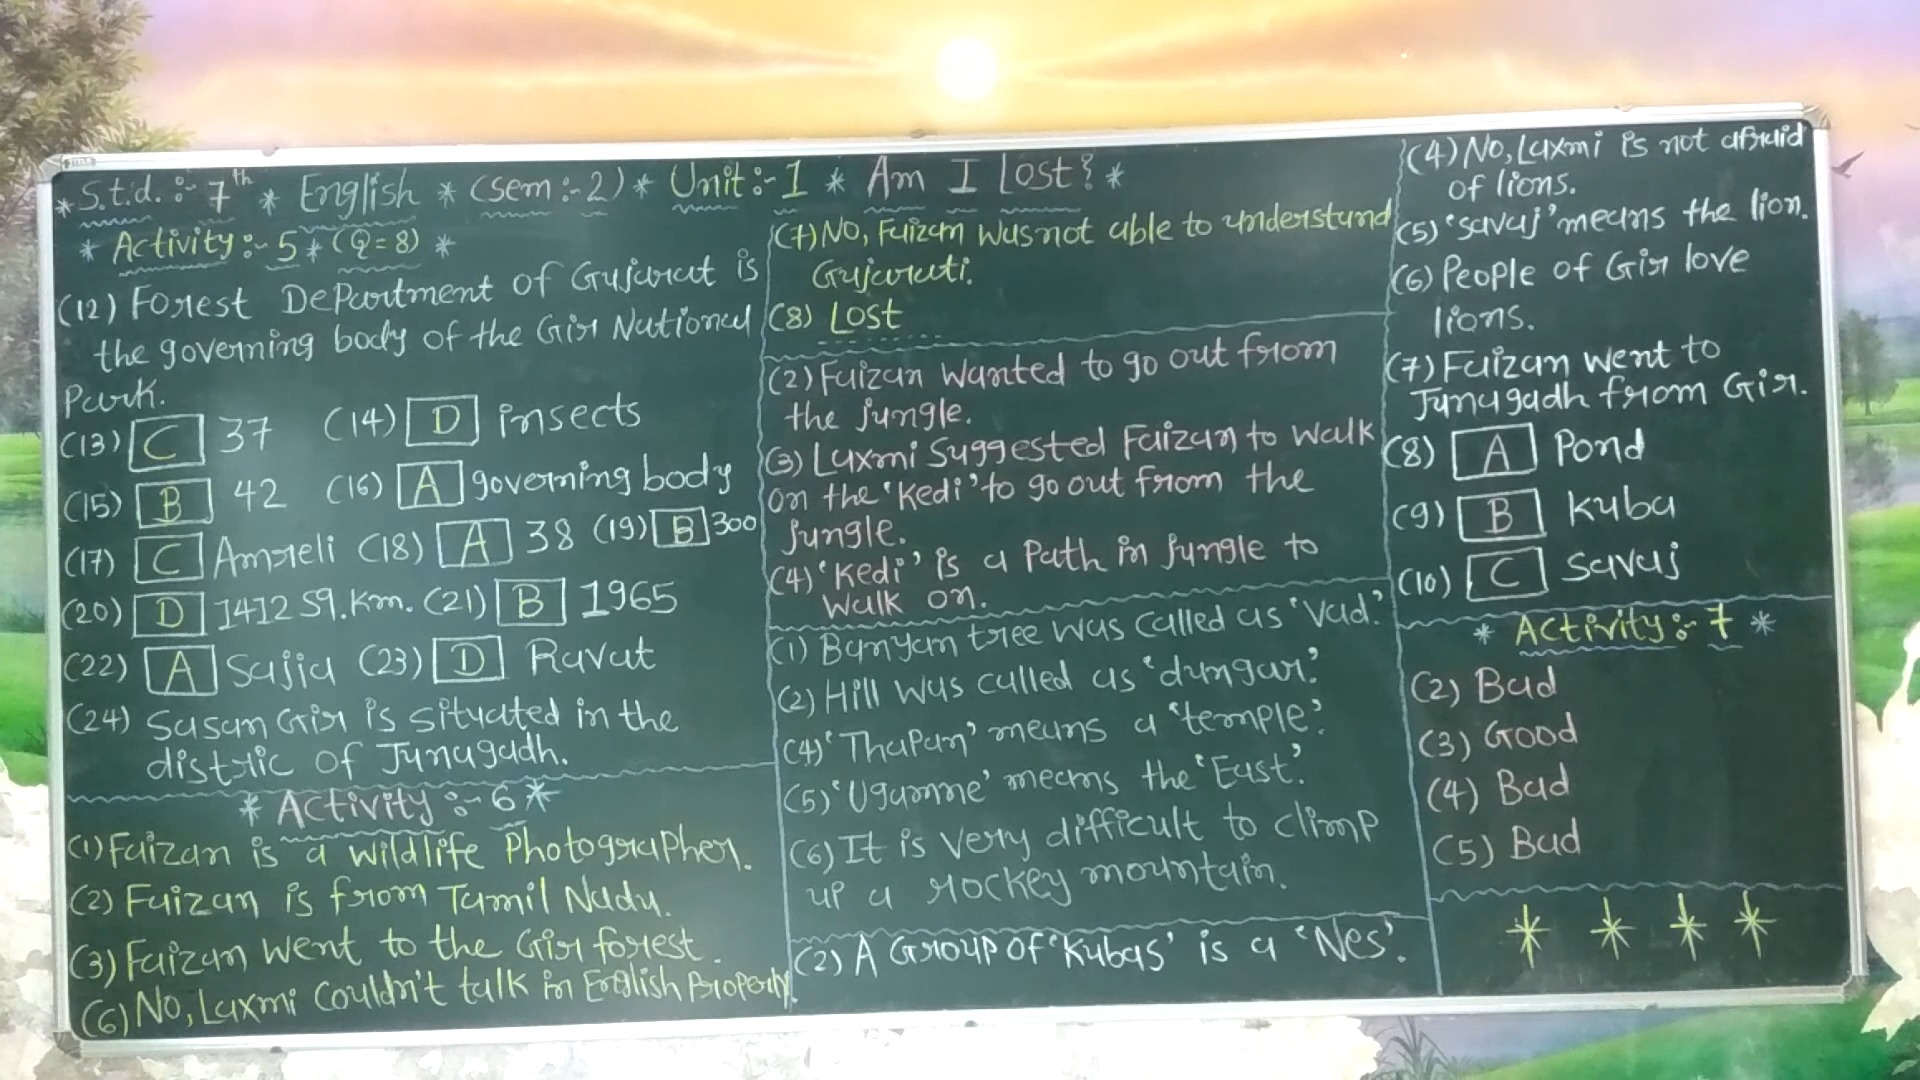 * S.t.d. :- 7th * English * (sem :- 2) * Unit :- 1 * Am I Lost? *
* Activity :- 5 * (Q = 8) *
(12) Forest Department of Gujarat is
the governing body of the Gir National
Park.
(13) C 37 (14) D insects
(15) B 42 (16) A governing body
(17) C Amreli (18) A 38 (19) B 300
(20) D 1412 sq. km. (21) B 1965
(22) A Sajia (23) D Ravat
(24) Sasan Gir is situated in the
distric of Junagadh.
* Activity :- 6 *
(1) Faizan is a wildlife Photographer.
(2) Faizan is from Tamil Nadu.
(3) Faizan went to the Gir forest.
(6) No, Laxmi couldn't talk in English Properly.
(7) No, Faizan was not able to understand
Gujarati.
(8) Lost
(2) Faizan wanted to go out from
the jungle.
(3) Laxmi Suggested Faizan to walk
on the 'Kedi' to go out from the
jungle.
(4) 'Kedi' is a Path in jungle to
walk on.
(1) Banyan tree was called as 'Vad'.
(2) Hill was called as 'dungar'.
(4) 'Thapan' means a 'temple'.
(5) 'Ugamne' means the 'East'.
(6) It is very difficult to climp
up a rockey mountain.
(2) A Group of 'Kubas' is a 'Nes'.
(4) No, Laxmi is not afraid
of lions.
(5) 'savaj' means the lion.
(6) People of Gir love
lions.
(7) Faizan went to
Junagadh from Gir.
(8) A Pond
(9) B Kuba
(10) C Savaj
* Activity :- 7 *
(2) Bad
(3) Good
(4) Bad
(5) Bad